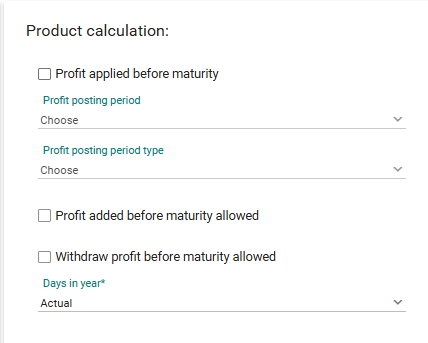 Product calculation:
Profit applied before maturity
Profit posting period
Choose
Profit posting period type
Choose
Profit added before maturity allowed
Withdraw profit before maturity allowed
Days in year*
Actual